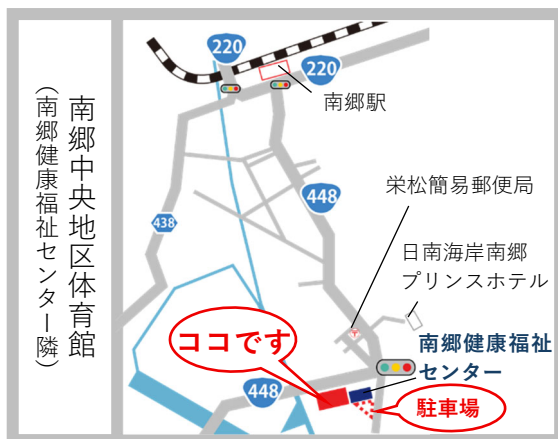 南郷中央地区体育館
（南郷健康福祉センター隣）
220
220
南郷駅
448
438
栄松簡易郵便局
日南海岸南郷
プリンスホテル
ココです
南郷健康福祉
センター
448
駐車場